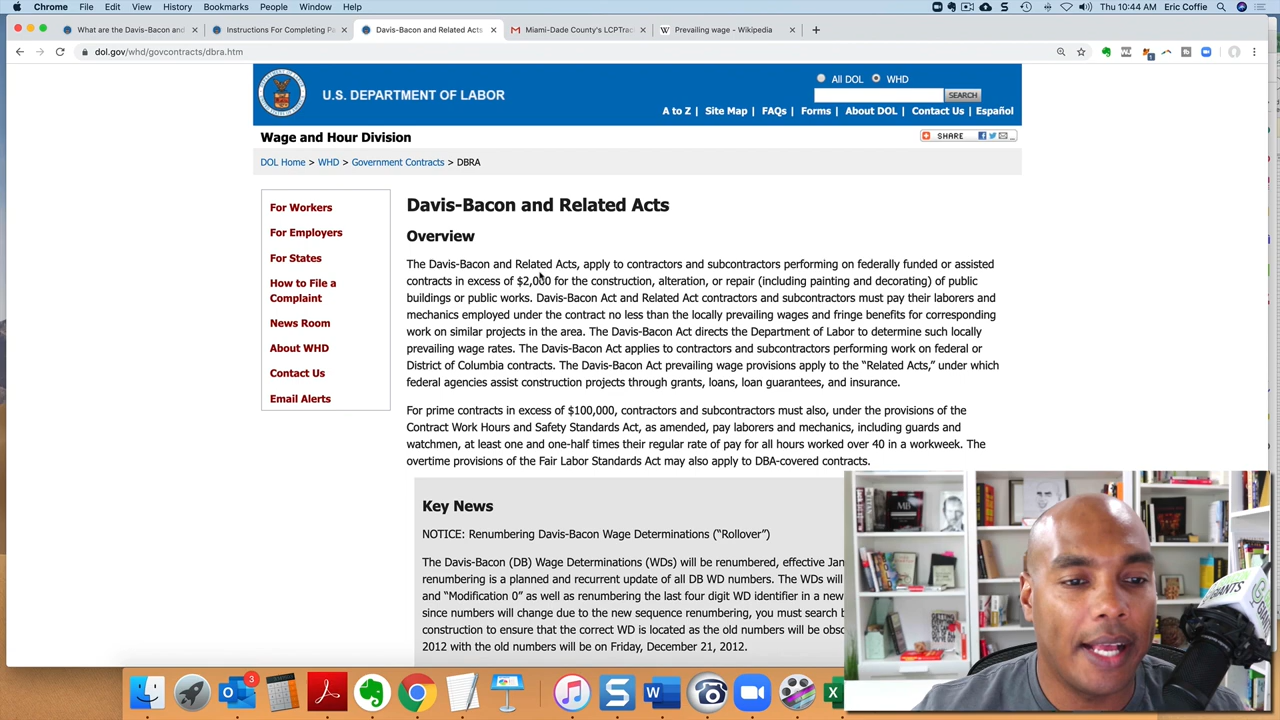 Chrome File Edit View History Bookmarks People Window Help Thu 10:44 AM Eric Coffie
What are the Davis-Bacon and
Instructions For Completing Pa
Davis-Bacon and Related Acts
Miami-Dade County's LCPTrac
Prevailing wage - Wikipedia
dol.gov/whd/govcontracts/dbra.htm
U.S. DEPARTMENT OF LABOR
All DOL WHD
SEARCH
A to Z | Site Map | FAQs | Forms | About DOL | Contact Us | Español
Wage and Hour Division
SHARE
DOL Home > WHD > Government Contracts > DBRA
For Workers
For Employers
For States
How to File a
Complaint
News Room
About WHD
Contact Us
Email Alerts
Davis-Bacon and Related Acts
Overview
The Davis-Bacon and Related Acts, apply to contractors and subcontractors performing on federally funded or assisted
contracts in excess of $2,000 for the construction, alteration, or repair (including painting and decorating) of public
buildings or public works. Davis-Bacon Act and Related Act contractors and subcontractors must pay their laborers and
mechanics employed under the contract no less than the locally prevailing wages and fringe benefits for corresponding
work on similar projects in the area. The Davis-Bacon Act directs the Department of Labor to determine such locally
prevailing wage rates. The Davis-Bacon Act applies to contractors and subcontractors performing work on federal or
District of Columbia contracts. The Davis-Bacon Act prevailing wage provisions apply to the “Related Acts,” under which
federal agencies assist construction projects through grants, loans, loan guarantees, and insurance.
For prime contracts in excess of $100,000, contractors and subcontractors must also, under the provisions of the
Contract Work Hours and Safety Standards Act, as amended, pay laborers and mechanics, including guards and
watchmen, at least one and one-half times their regular rate of pay for all hours worked over 40 in a workweek. The
overtime provisions of the Fair Labor Standards Act may also apply to DBA-covered contracts.
Key News
NOTICE: Renumbering Davis-Bacon Wage Determinations (“Rollover”)
The Davis-Bacon (DB) Wage Determinations (WDs) will be renumbered, effective Jan
renumbering is a planned and recurrent update of all DB WD numbers. The WDs will
and “Modification 0” as well as renumbering the last four digit WD identifier in a new
since numbers will change due to the new sequence renumbering, you must search b
construction to ensure that the correct WD is located as the old numbers will be obso
2012 with the old numbers will be on Friday, December 21, 2012.
MB
GIANTS
3